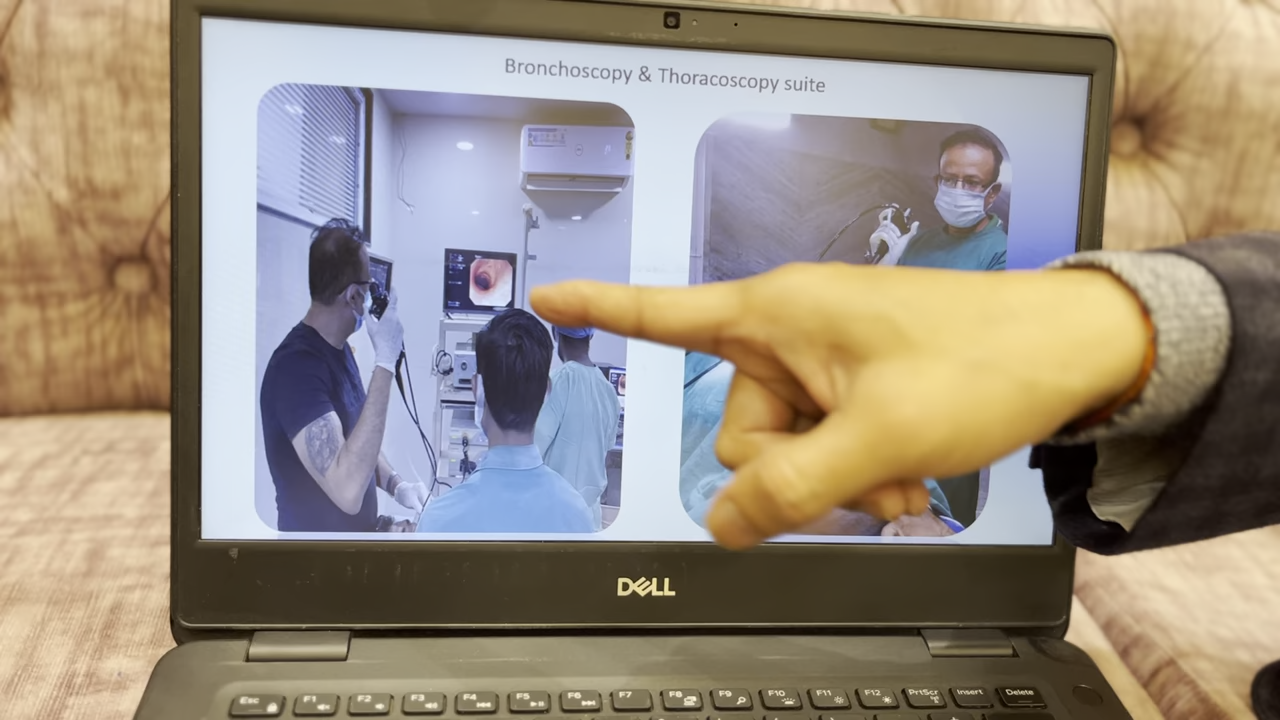 Bronchoscopy & Thoracoscopy suite
DELL
Esc F1 F2 F3 F4 F5 F6 F7 F8 F9 F10 F11 F12 PrtScr Insert Delete